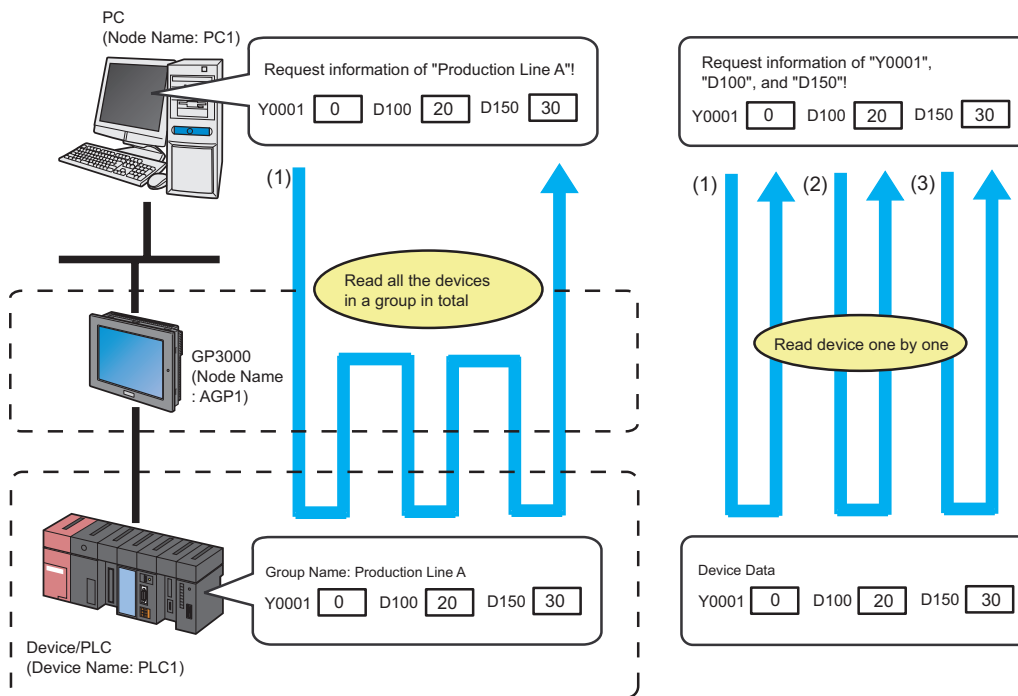 PC
(Node Name: PC1)
Request information of "Production Line A"!
Y0001 0 D100 20 D150 30
Request information of "Y0001",
"D100", and "D150"!
Y0001 0 D100 20 D150 30
(1)
(1) (2) (3)
Read all the devices
in a group in total
Read device one by one
GP3000
(Node Name
: AGP1)
Group Name: Production Line A
Y0001 0 D100 20 D150 30
Device Data
Y0001 0 D100 20 D150 30
Device/PLC
(Device Name: PLC1)